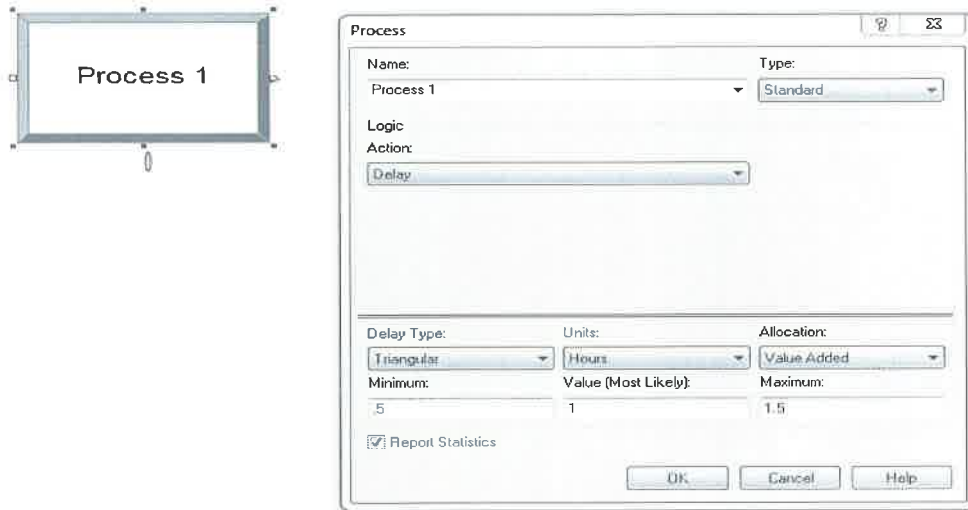 Process 1
Process
Name: Type:
Process 1 Standard
Logic
Action:
Delay
Delay Type: Units: Allocation:
Triangular Hours Value Added
Minimum: Value (Most Likely): Maximum:
.5 1 1.5
Report Statistics
OK Cancel Help